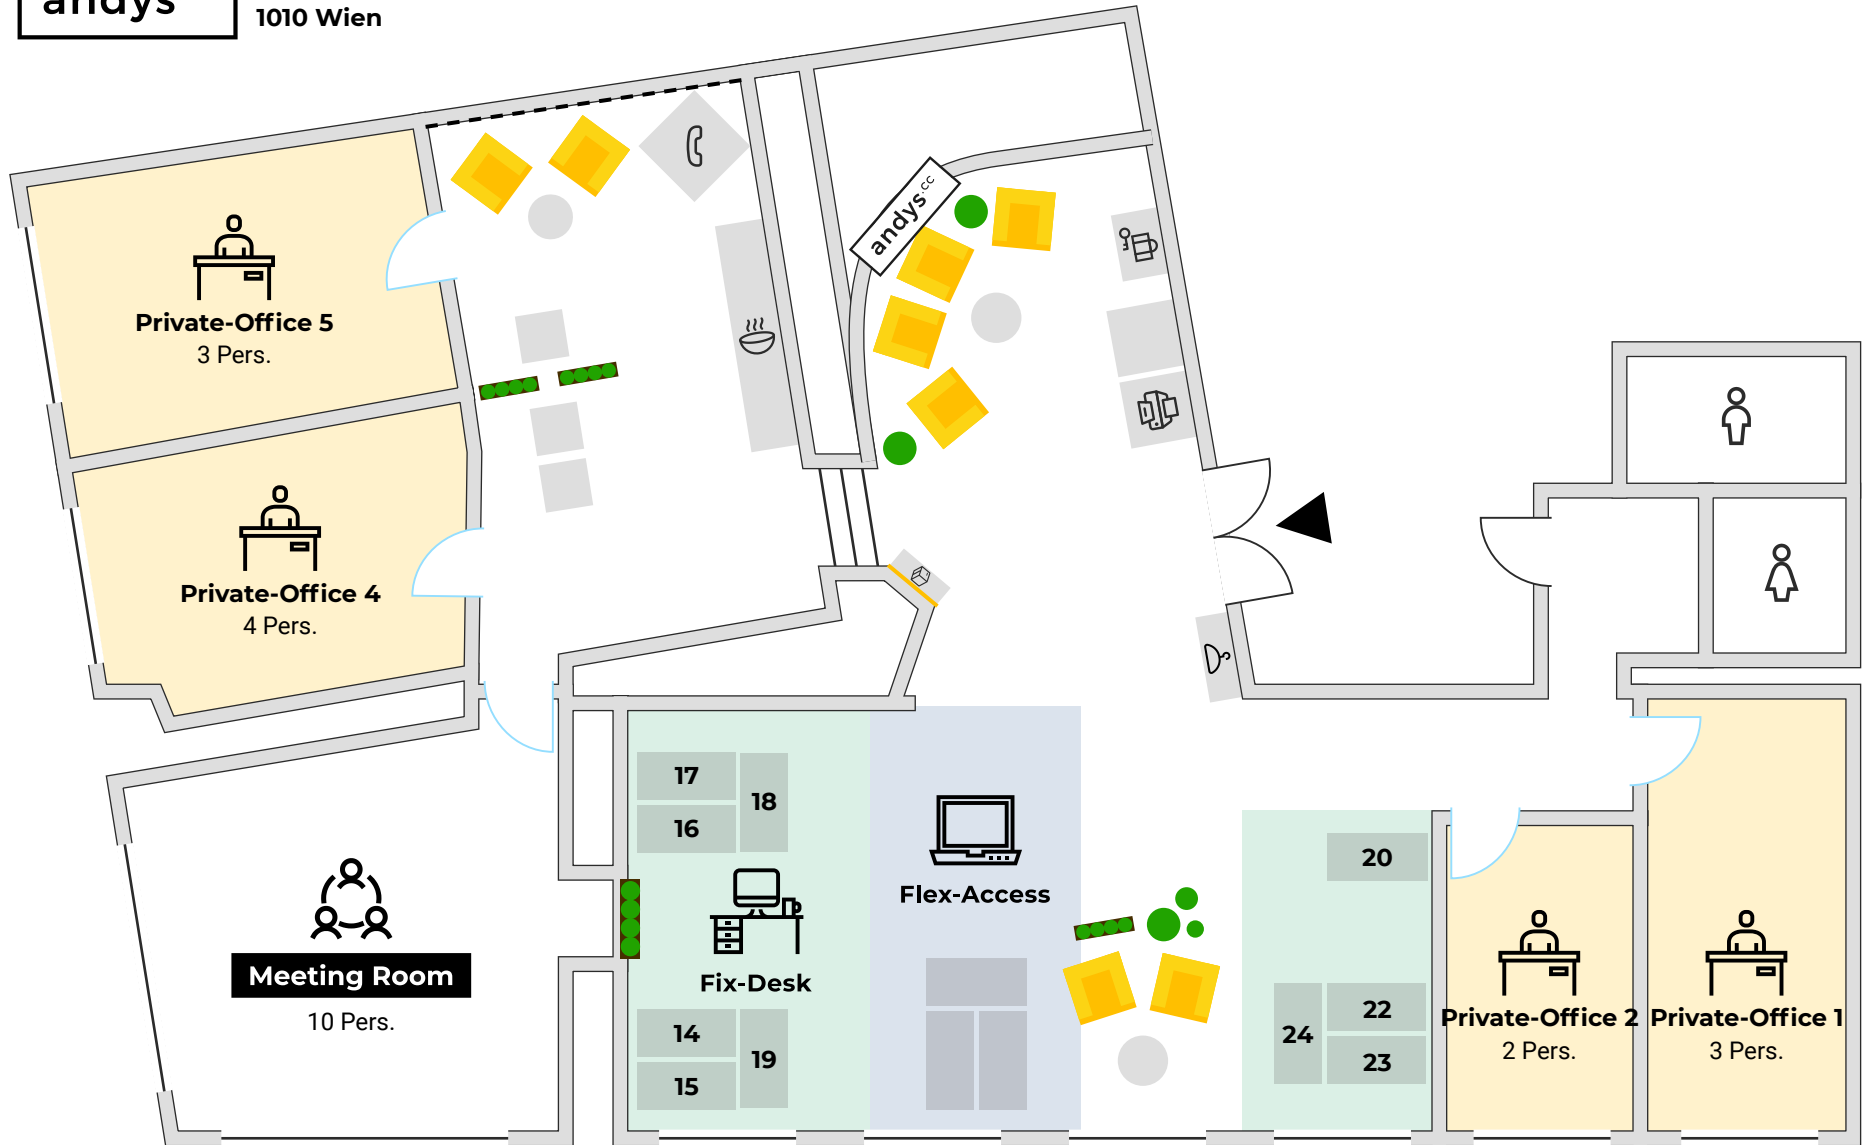 andys
1010 Wien
andys.cc
Private-Office 5
3 Pers.
Private-Office 4
4 Pers.
Meeting Room
10 Pers.
17
18
16
Fix-Desk
14
19
15
Flex-Access
20
22
24
23
Private-Office 2
2 Pers.
Private-Office 1
3 Pers.